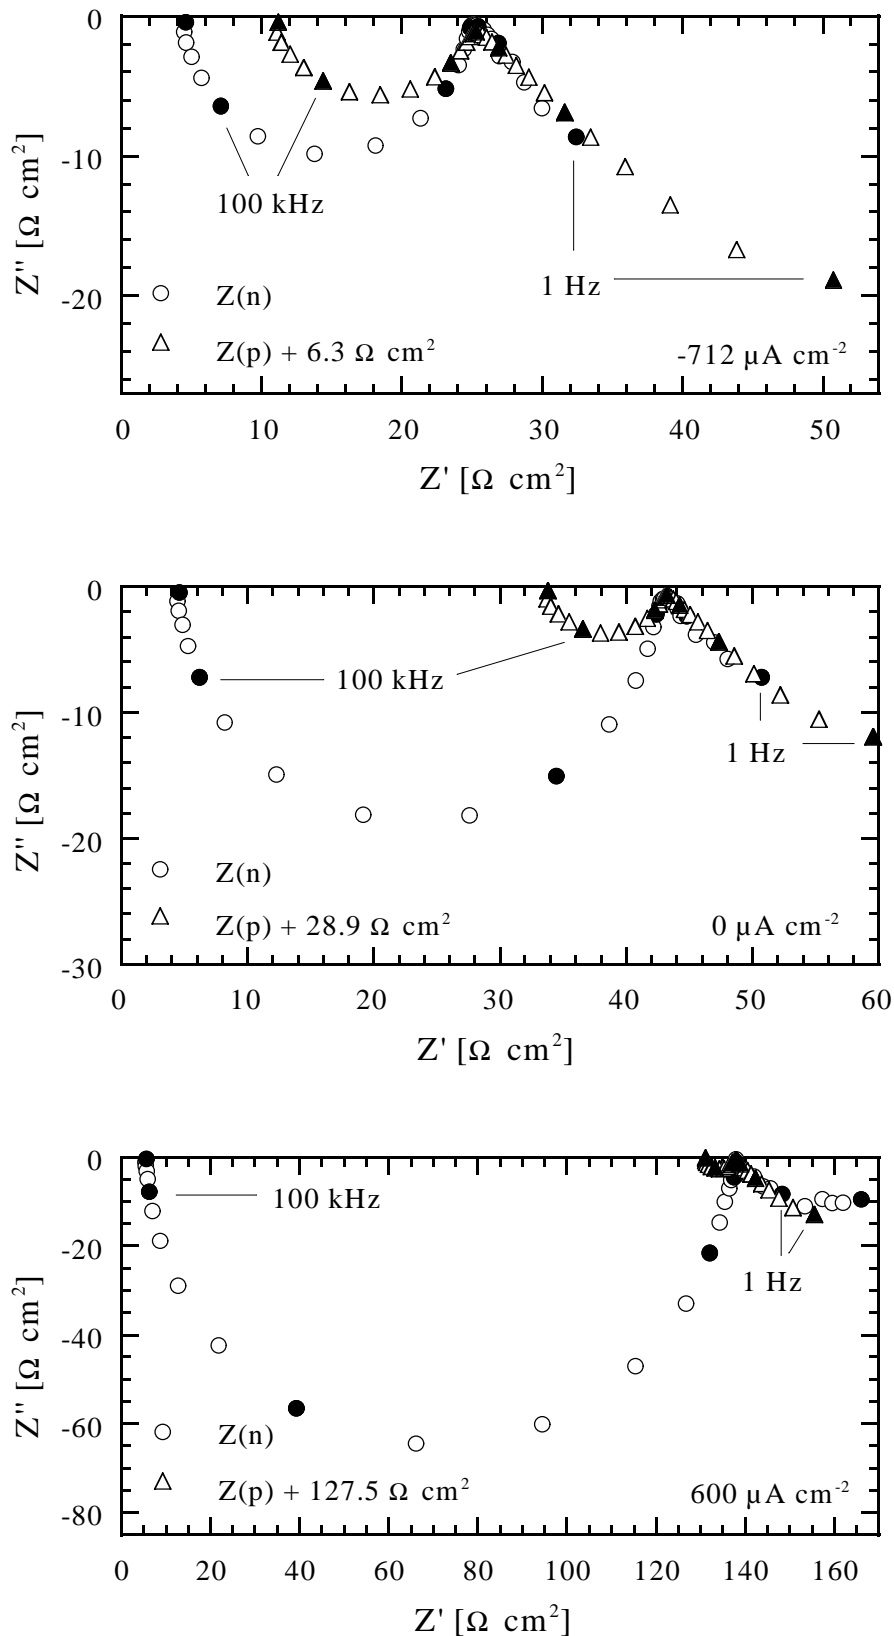 0
-10
-20
Z'' [Ω cm2]
100 kHz
1 Hz
Z(n)
Z(p) + 6.3 Ω cm2
-712 µA cm-2
0 10 20 30 40 50
Z' [Ω cm2]
0
-10
-20
-30
Z'' [Ω cm2]
100 kHz
1 Hz
Z(n)
Z(p) + 28.9 Ω cm2
0 µA cm-2
0 10 20 30 40 50 60
Z' [Ω cm2]
0
-20
-40
-60
-80
Z'' [Ω cm2]
100 kHz
1 Hz
Z(n)
Z(p) + 127.5 Ω cm2
600 µA cm-2
0 20 40 60 80 100 120 140 160
Z' [Ω cm2]